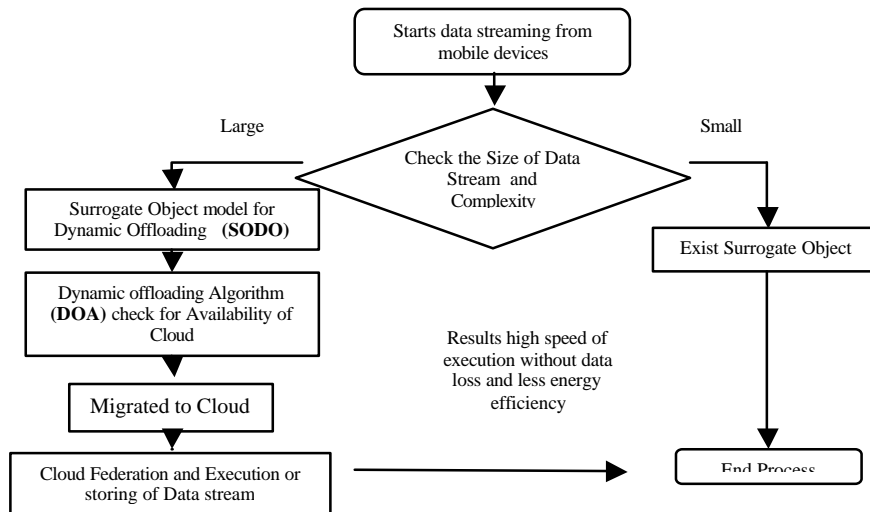 Starts data streaming from
mobile devices
Large
Small
Check the Size of Data
Stream and
Complexity
Surrogate Object model for
Dynamic Offloading (SODO)
Exist Surrogate Object
Dynamic offloading Algorithm
(DOA) check for Availability of
Cloud
Results high speed of
execution without data
loss and less energy
efficiency
Migrated to Cloud
Cloud Federation and Execution or
storing of Data stream
End Process